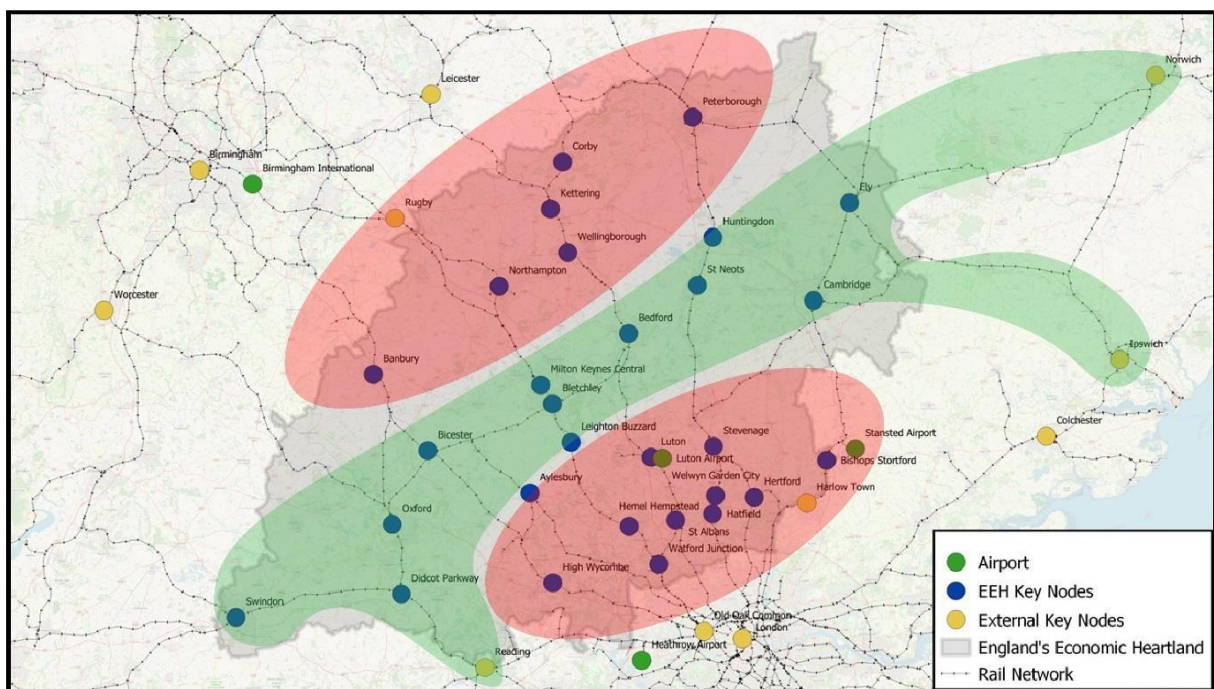 Norwich
Leicester
Peterborough
Birmingham
Birmingham International
Corby
Ely
Kettering
Rugby
Huntingdon
Wellingborough
Northampton
St Neots
Cambridge
Worcester
Bedford
Ipswich
Banbury
Milton Keynes Central
Bletchley
Leighton Buzzard
Stevenage
Stansted Airport
Colchester
Bicester
Luton
Luton Airport
Bishops Stortford
Aylesbury
Welwyn Garden City
Hertford
Harlow Town
Hemel Hempstead
Hatfield
Oxford
St Albans
Watford Junction
High Wycombe
Didcot Parkway
Swindon
Old Oak Common
London
Heathrow Airport
Reading
Airport
EEH Key Nodes
External Key Nodes
England's Economic Heartland
Rail Network